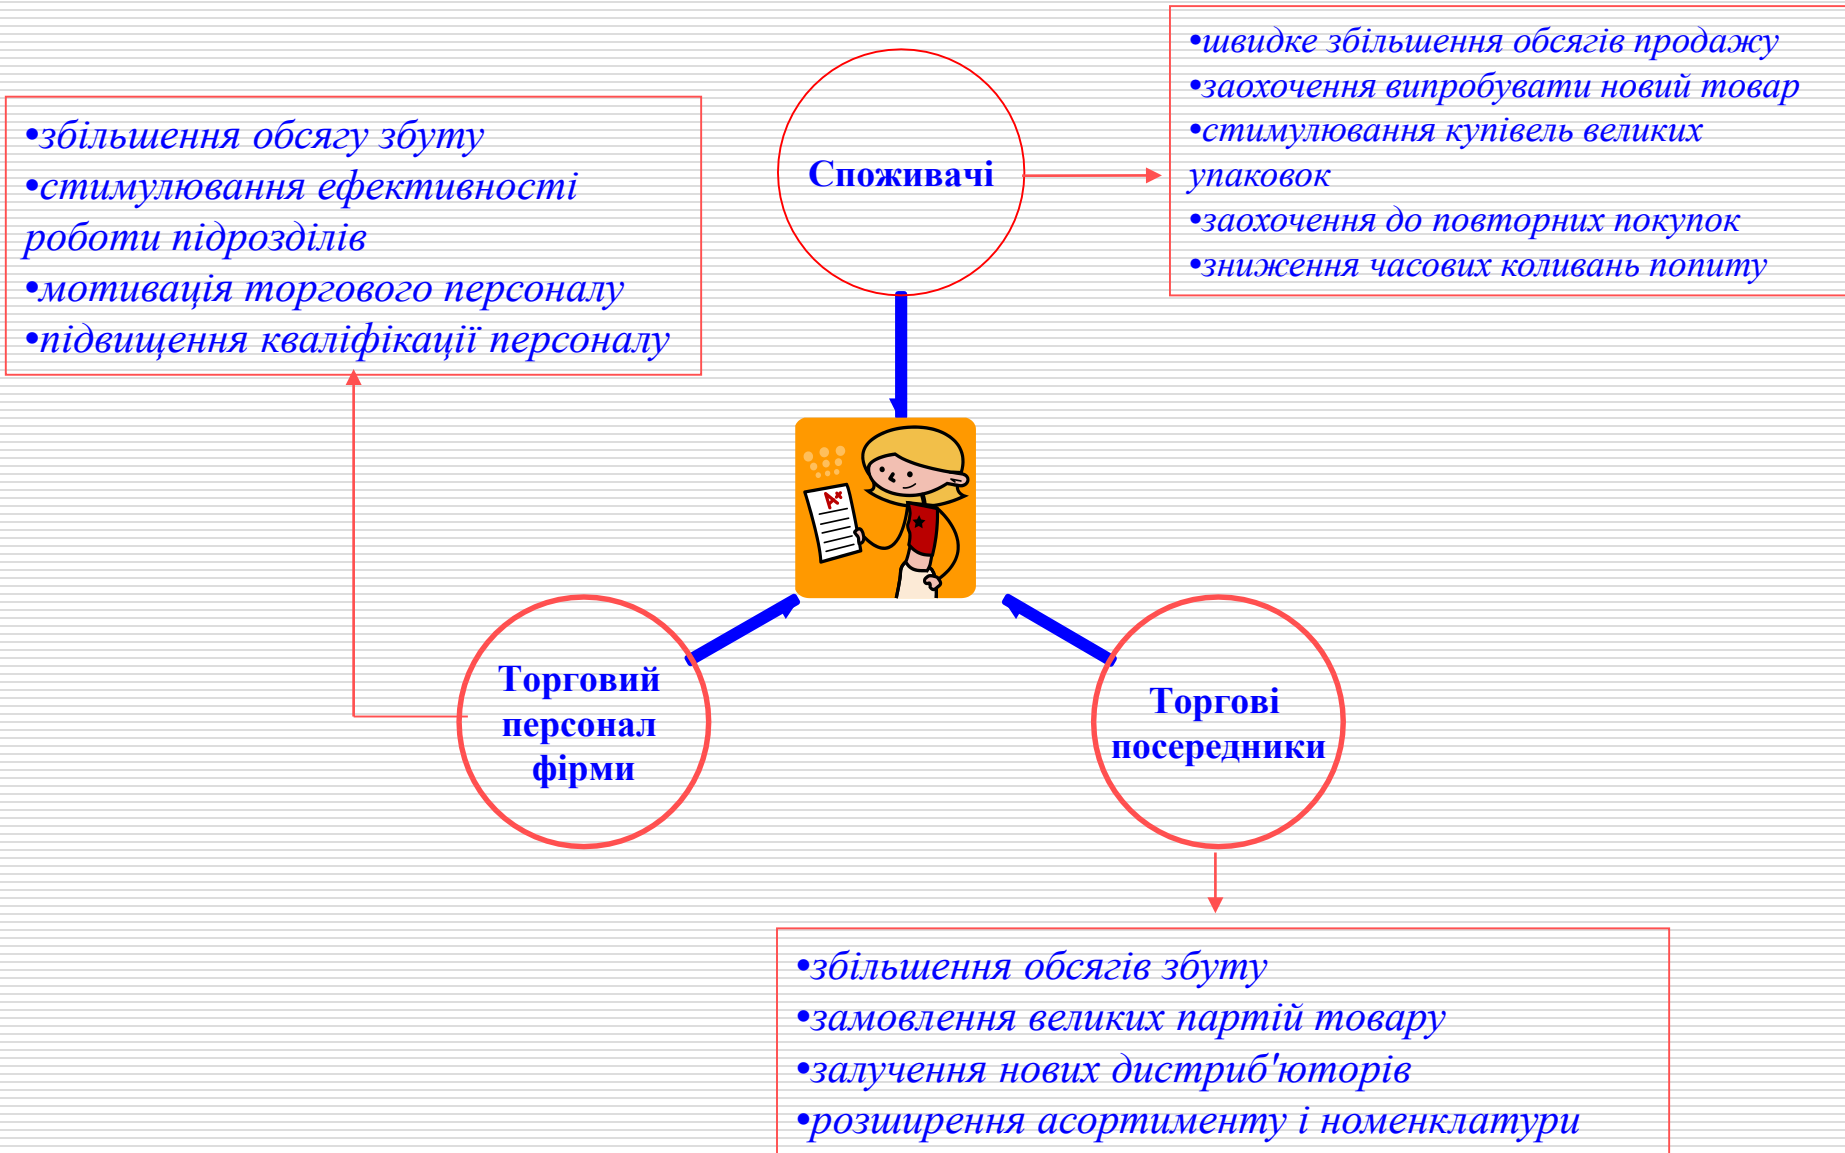 •збільшення обсягу збуту
•стимулювання ефективності
роботи підрозділів
•мотивація торгового персоналу
•підвищення кваліфікації персоналу
Споживачі
•швидке збільшення обсягів продажу
•заохочення випробувати новий товар
•стимулювання купівель великих
упаковок
•заохочення до повторних покупок
•зниження часових коливань попиту
A+
Торговий
персонал
фірми
Торгові
посередники
•збільшення обсягів збуту
•замовлення великих партій товару
•залучення нових дистриб'юторів
•розширення асортименту і номенклатури